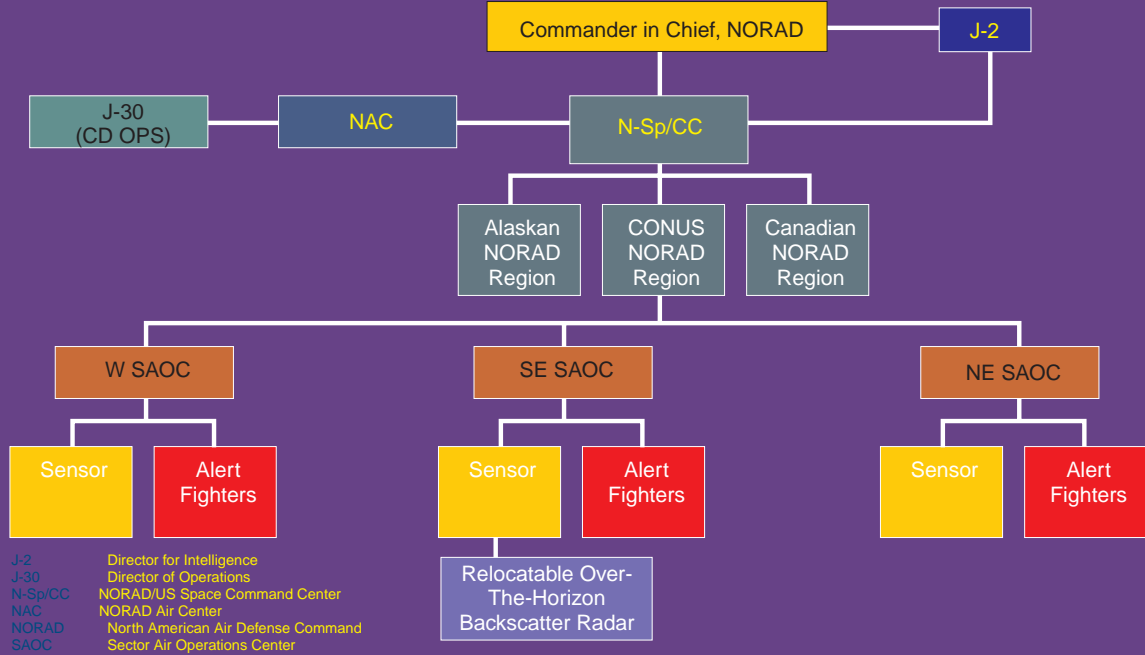 Commander in Chief, NORAD
J-2
J-30
(CD OPS)
NAC
N-Sp/CC
Alaskan
NORAD
Region
CONUS
NORAD
Region
Canadian
NORAD
Region
W SAOC
SE SAOC
NE SAOC
Sensor
Alert
Fighters
Sensor
Alert
Fighters
Sensor
Alert
Fighters
Relocatable Over-
The-Horizon
Backscatter Radar
J-2 Director for Intelligence
J-30 Director of Operations
N-Sp/CC NORAD/US Space Command Center
NAC NORAD Air Center
NORAD North American Air Defense Command
SAOC Sector Air Operations Center